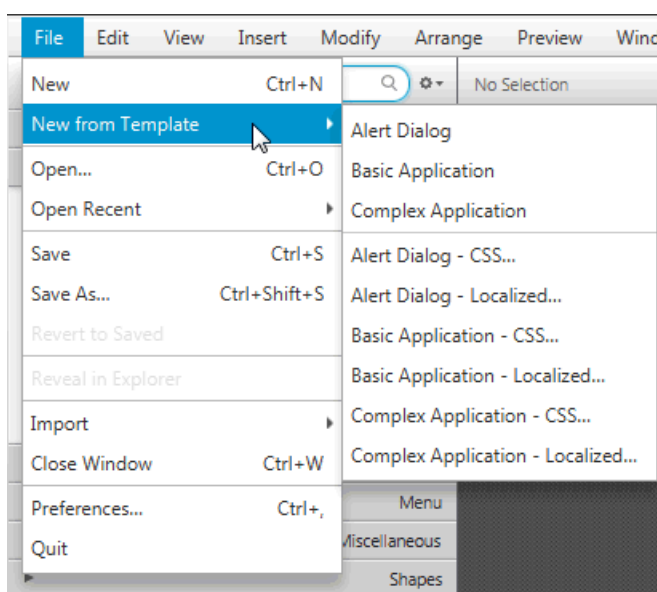 File Edit View Insert Modify Arrange Preview
New Ctrl+N
No Selection
New from Template
Open... Ctrl+O
Open Recent
Save Ctrl+S
Save As... Ctrl+Shift+S
Revert to Saved
Reveal in Explorer
Import
Close Window Ctrl+W
Preferences... Ctrl+,
Quit
Alert Dialog
Basic Application
Complex Application
Alert Dialog - CSS...
Alert Dialog - Localized...
Basic Application - CSS...
Basic Application - Localized...
Complex Application - CSS...
Complex Application - Localized...
Menu
Miscellaneous
Shapes